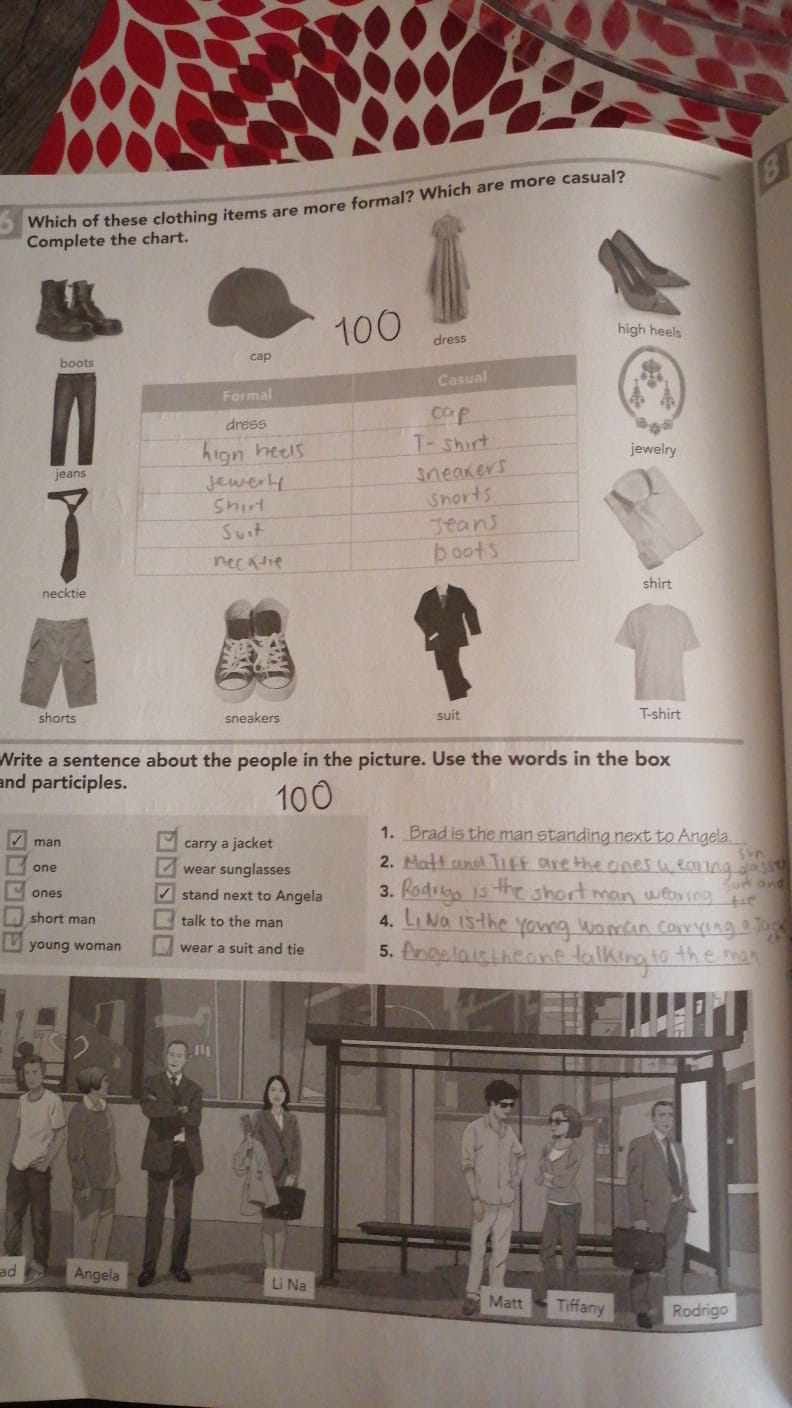 8
6 Which of these clothing items are more formal? Which are more casual?
Complete the chart.
boots
cap
100
dress
high heels
Formal Casual
dress cap
high heels T-shirt
jewerly sneakers
Shirt shorts
Suit Jeans
necktie boots
jeans
jewelry
necktie
shirt
shorts
sneakers
suit
T-shirt
Write a sentence about the people in the picture. Use the words in the box
and participles.
100
✓ man
one
ones
short man
young woman
carry a jacket
wear sunglasses
✓ stand next to Angela
talk to the man
wear a suit and tie
1. Brad is the man standing next to Angela.
2. Matt and Tiff are the ones wearing sun glasses
3. Rodrigo is the short man wearing suit and tie
4. Li Na is the young woman carrying a
5. Angela is the one talking to the man
ad
Angela
Li Na
Matt
Tiffany
Rodrigo